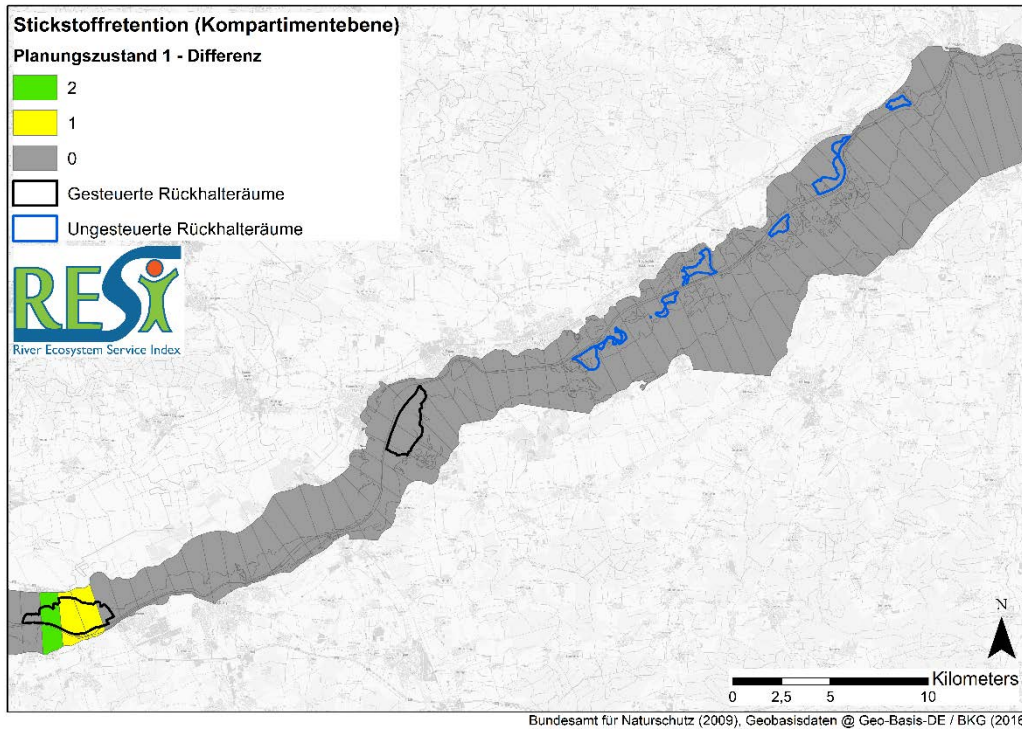 Stickstoffretention (Kompartimentebene)
Planungszustand 1 - Differenz
2
1
0
Gesteuerte Rückhalteräume
Ungesteuerte Rückhalteräume
RESI
River Ecosystem Service Index
N
Kilometers
0 2,5 5 10
Bundesamt für Naturschutz (2009), Geobasisdaten @ Geo-Basis-DE / BKG (2016